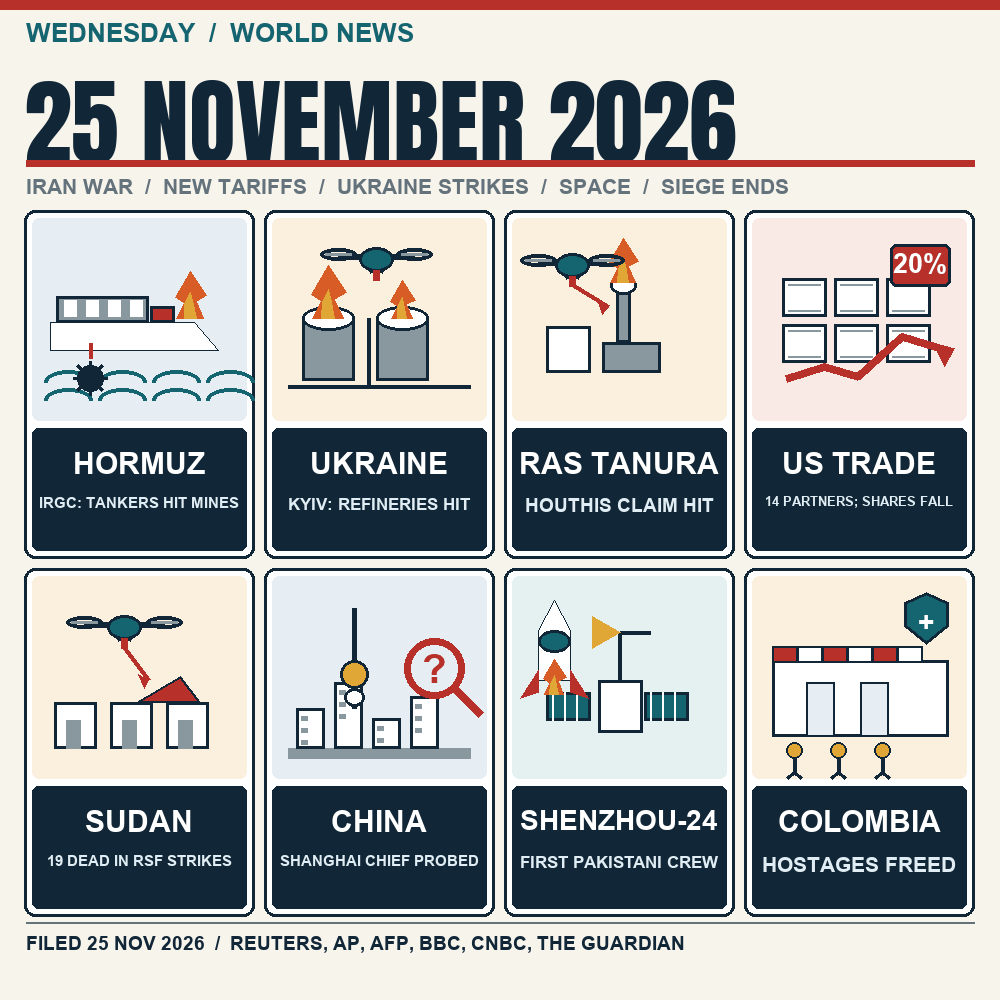 WEDNESDAY / WORLD NEWS
25 NOVEMBER 2026
IRAN WAR / NEW TARIFFS / UKRAINE STRIKES / SPACE / SIEGE ENDS
HORMUZ
IRGC: TANKERS HIT MINES
UKRAINE
KYIV: REFINERIES HIT
RAS TANURA
HOUTHIS CLAIM HIT
20%
US TRADE
14 PARTNERS; SHARES FALL
SUDAN
19 DEAD IN RSF STRIKES
?
CHINA
SHANGHAI CHIEF PROBED
SHENZHOU-24
FIRST PAKISTANI CREW
+
COLOMBIA
HOSTAGES FREED
FILED 25 NOV 2026 / REUTERS, AP, AFP, BBC, CNBC, THE GUARDIAN